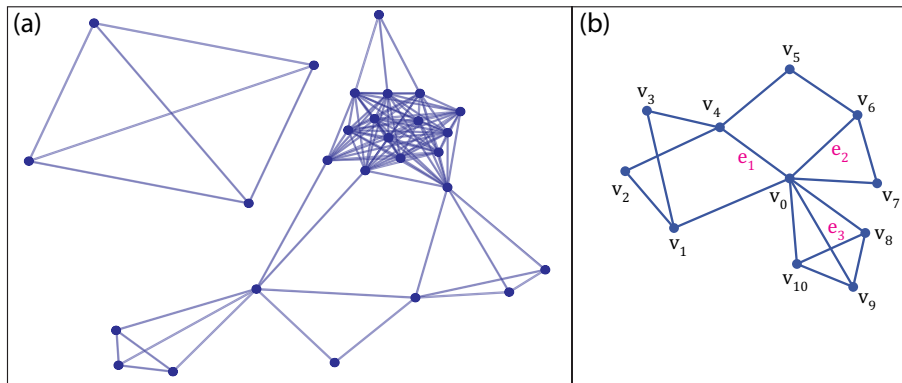 (a)
(b)
v₅
v₃
v₄
v₆
e₂
e₁
v₂
v₀
v₇
v₁
e₃
v₈
v₁₀
v₉